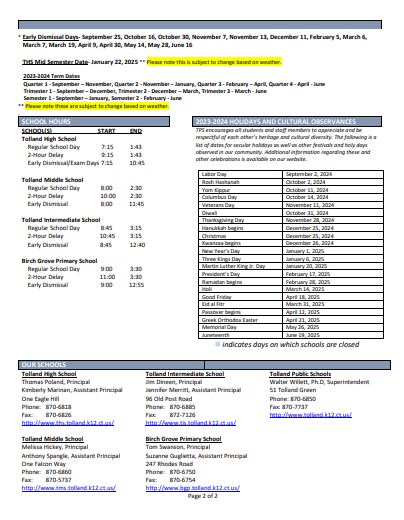 * Early Dismissal Days- September 25, October 16, October 30, November 7, November 13, December 11, February 5, March 6,
March 7, March 19, April 9, April 30, May 14, May 28, June 16
THS Mid Semester Date- January 22, 2025 ** Please note this is subject to change based on weather.
2023-2024 Term Dates
Quarter 1 - September – November, Quarter 2 - November – January, Quarter 3 - February – April, Quarter 4 - April - June
Trimester 1 - September – December, Trimester 2 - December – March, Trimester 3 - March - June
Semester 1 - September – January, Semester 2 - February - June
** Please note these are subject to change based on weather.
SCHOOL HOURS
SCHOOL(S) START END
Tolland High School
Regular School Day 7:15 1:43
2-Hour Delay 9:15 1:43
Early Dismissal/Exam Days 7:15 10:45
Tolland Middle School
Regular School Day 8:00 2:30
2-Hour Delay 10:00 2:30
Early Dismissal 8:00 11:45
Tolland Intermediate School
Regular School Day 8:45 3:15
2-Hour Delay 10:45 3:15
Early Dismissal 8:45 12:40
Birch Grove Primary School
Regular School Day 9:00 3:30
2-Hour Delay 11:00 3:30
Early Dismissal 9:00 12:55
2023-2024 HOLIDAYS AND CULTURAL OBSERVANCES
TPS encourages all students and staff members to appreciate and be
respectful of each other's heritage and cultural diversity. The following is a
list of dates for secular holidays as well as other festivals and holy days
observed in our community. Additional information regarding these and
other celebrations is available on our website.
Labor Day September 2, 2024
Rosh Hashanah October 2, 2024
Yom Kippur October 11, 2024
Columbus Day October 14, 2024
Veterans Day November 11, 2024
Diwali October 31, 2024
Thanksgiving Day November 28, 2024
Hanukkah begins December 25, 2024
Christmas December 25, 2024
Kwanzaa begins December 26, 2024
New Year's Day January 1, 2025
Three Kings Day January 6, 2025
Martin Luther King Jr. Day January 20, 2025
President's Day February 17, 2025
Ramadan begins February 28, 2025
Holi March 14, 2025
Good Friday April 18, 2025
Eid al Fitr March 31, 2025
Passover begins April 12, 2025
Greek Orthodox Easter April 21, 2025
Memorial Day May 26, 2025
Juneteenth June 19, 2025
indicates days on which schools are closed
OUR SCHOOLS
Tolland High School
Thomas Poland, Principal
Kimberly Marinan, Assistant Principal
One Eagle Hill
Phone: 870-6818
Fax: 870-6826
http://www.ths.tolland.k12.ct.us/
Tolland Intermediate School
Jim Dineen, Principal
Jennifer Merritt, Assistant Principal
96 Old Post Road
Phone: 870-6885
Fax: 872-7126
http://www.tis.tolland.k12.ct.us/
Tolland Public Schools
Walter Willett, Ph.D, Superintendent
51 Tolland Green
Phone: 870-6850
Fax: 870-7737
http://www.tolland.k12.ct.us/
Tolland Middle School
Melissa Hickey, Principal
Anthony Spangle, Assistant Principal
One Falcon Way
Phone: 870-6860
Fax: 870-5737
http://www.tms.tolland.k12.ct.us/
Birch Grove Primary School
Tom Swanson, Principal
Suzanne Guglietta, Assistant Principal
247 Rhodes Road
Phone: 870-6750
Fax: 870-6754
http://www.bgp.tolland.k12.ct.us/
Page 2 of 2